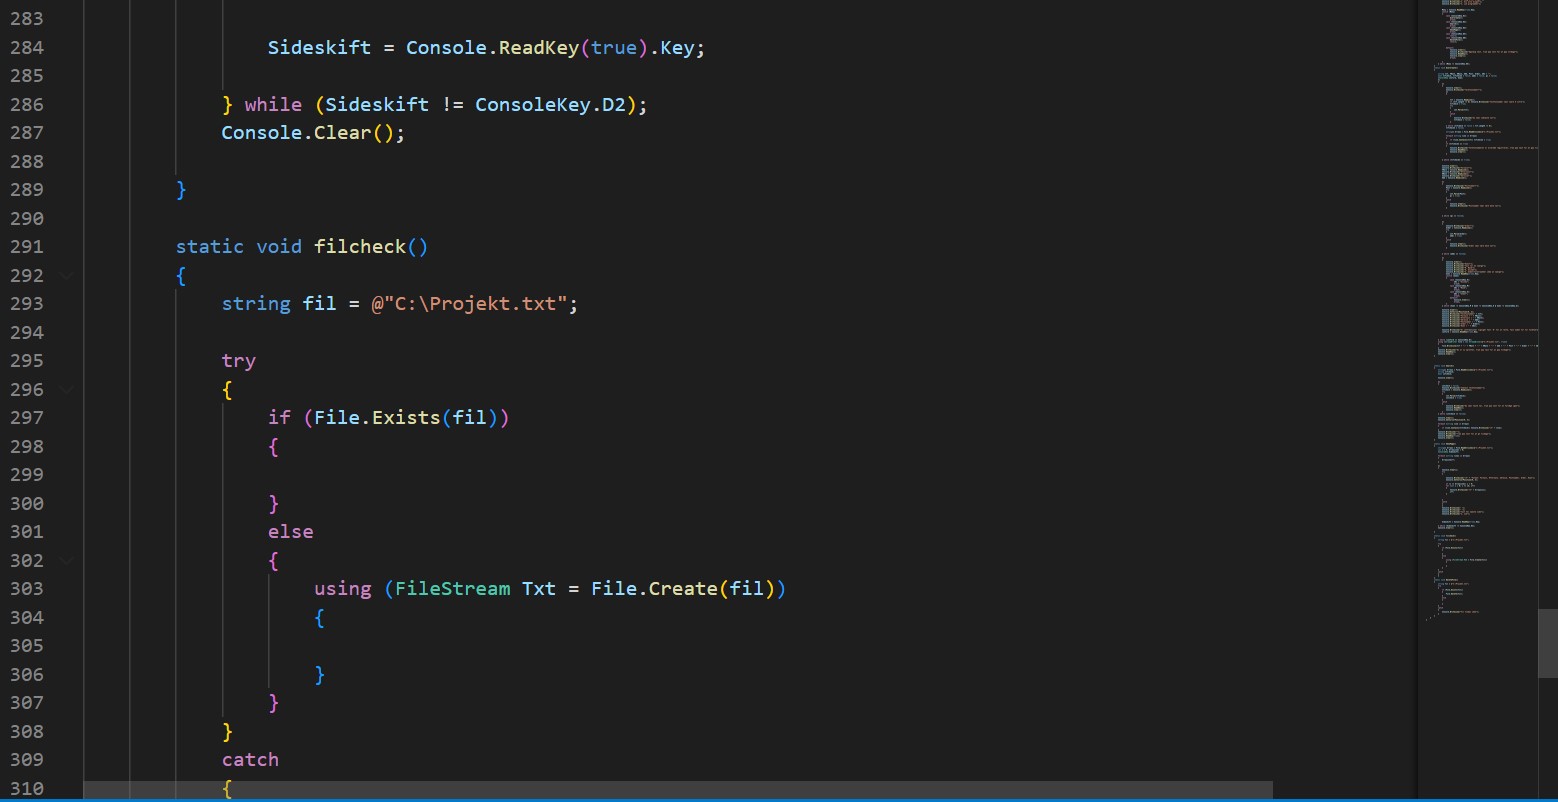 283
284 Sideskift = Console.ReadKey(true).Key;
285
286 } while (Sideskift != ConsoleKey.D2);
287 Console.Clear();
288
289 }
290
291 static void filcheck()
292 {
293 string fil = @"C:\Projekt.txt";
294
295 try
296 {
297 if (File.Exists(fil))
298 {
299
300 }
301 else
302 {
303 using (FileStream Txt = File.Create(fil))
304 {
305
306 }
307 }
308 }
309 catch
310 {